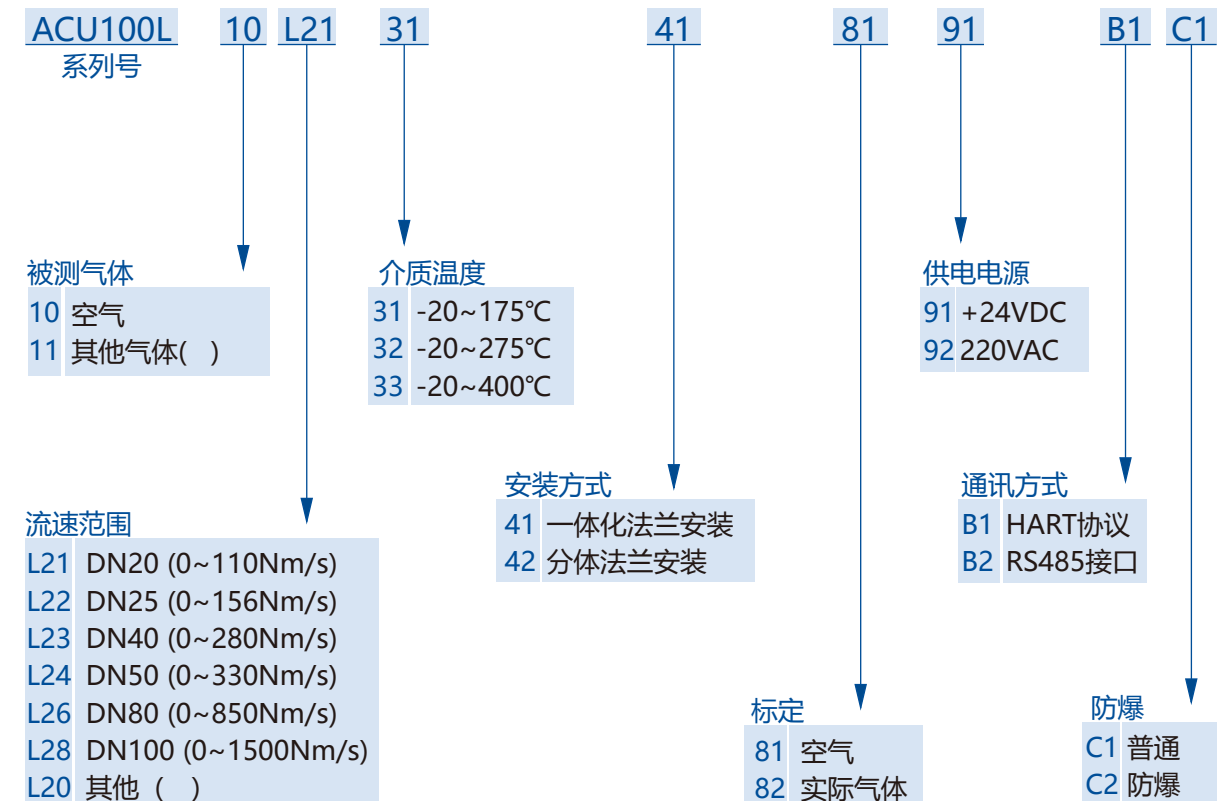 ACU100L 10 L21 31 41 81 91 B1 C1
系列号
被测气体
10 空气
11 其他气体( )
介质温度
31 -20~175℃
32 -20~275℃
33 -20~400℃
供电电源
91 +24VDC
92 220VAC
流速范围
L21 DN20 (0~110Nm/s)
L22 DN25 (0~156Nm/s)
L23 DN40 (0~280Nm/s)
L24 DN50 (0~330Nm/s)
L26 DN80 (0~850Nm/s)
L28 DN100 (0~1500Nm/s)
L20 其他 ( )
安装方式
41 一体化法兰安装
42 分体法兰安装
通讯方式
B1 HART协议
B2 RS485接口
标定
81 空气
82 实际气体
防爆
C1 普通
C2 防爆